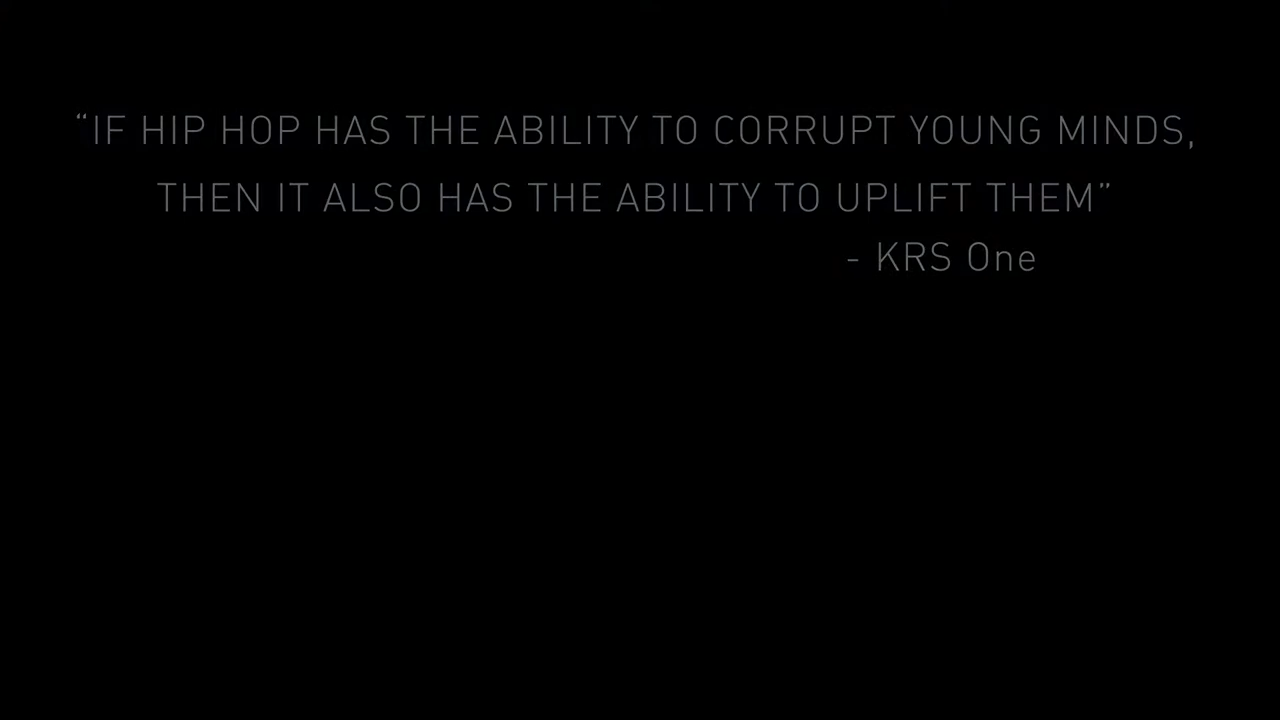 “IF HIP HOP HAS THE ABILITY TO CORRUPT YOUNG MINDS,
THEN IT ALSO HAS THE ABILITY TO UPLIFT THEM”
- KRS One